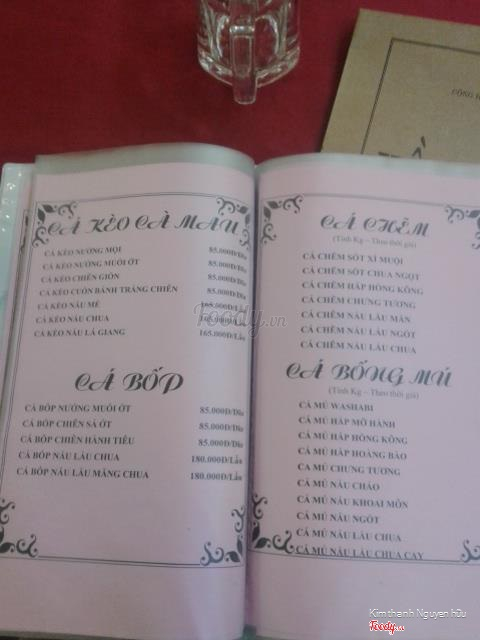 CÁ KÈO CÀ MAU
CÁ KÈO NƯỚNG MỌI 85.000Đ/Dĩa
CÁ KÈO NƯỚNG MUỐI ỚT 85.000Đ/Dĩa
CÁ KÈO CHIÊN GIÒN 85.000Đ/Dĩa
CÁ KÈO CUỐN BÁNH TRÁNG CHIÊN 85.000Đ/Dĩa
CÁ KÈO NẤU MẺ 165.000Đ/Lẩu
CÁ KÈO NẤU CHUA 165.000Đ/Lẩu
CÁ KÈO NẤU LÁ GIANG 165.000Đ/Lẩu
CÁ BỐP
CÁ BỐP NƯỚNG MUỐI ỚT 85.000Đ/Dĩa
CÁ BỐP CHIÊN SẢ ỚT 85.000Đ/Dĩa
CÁ BỐP CHIÊN HÀNH TIÊU 85.000Đ/Dĩa
CÁ BỐP NẤU LẨU CHUA 180.000Đ/Lẩu
CÁ BỐP NẤU LẨU MĂNG CHUA 180.000Đ/Lẩu
CÁ CHẼM
(Tính Kg – Theo thời giá)
CÁ CHẼM SỐT XÍ MUỘI
CÁ CHẼM SỐT CHUA NGỌT
CÁ CHẼM HẤP HỒNG KÔNG
CÁ CHẼM CHƯNG TƯƠNG
CÁ CHẼM NẤU LẨU MẲN
CÁ CHẼM NẤU LẨU NGÓT
CÁ CHẼM NẤU LẨU CHUA
CÁ BỐNG MÚ
(Tính Kg – Theo thời giá)
CÁ MÚ WASHABI
CÁ MÚ HẤP MỠ HÀNH
CÁ MÚ HẤP HỒNG KÔNG
CÁ MÚ HẤP HOÀNG BÀO
CÁ MÚ CHƯNG TƯƠNG
CÁ MÚ NẤU CHÁO
CÁ MÚ NẤU KHOAI MÔN
CÁ MÚ NẤU NGÓT
CÁ MÚ NẤU LẨU CHUA
CÁ MÚ NẤU LẨU CHUA CAY
Foody.vn
Kimthanh Nguyen hữu
Foody.vn